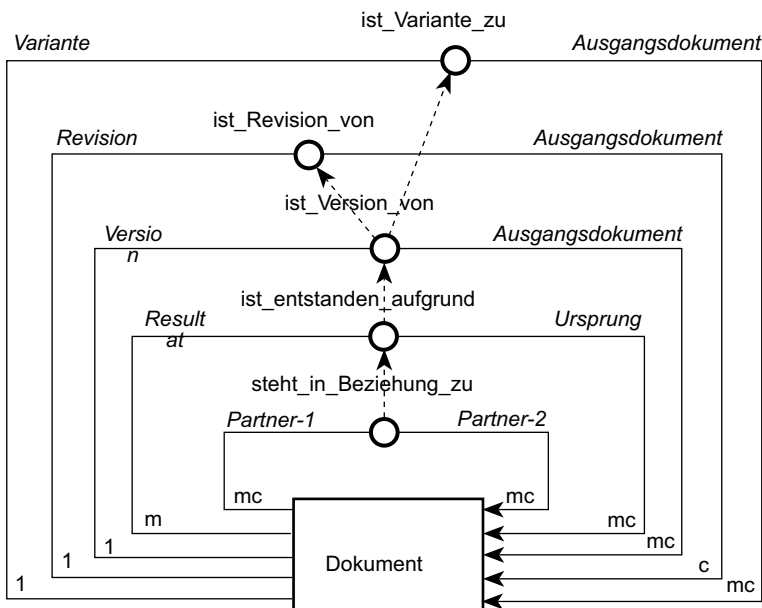 ist_Variante_zu
Variante
Ausgangsdokument
ist_Revision_von
Revision
Ausgangsdokument
ist_Version_von
Versio
n
Ausgangsdokument
ist_entstanden_aufgrund
Result
at
Ursprung
steht_in_Beziehung_zu
Partner-1
Partner-2
mc
mc
m
mc
1
mc
Dokument
1
c
1
mc